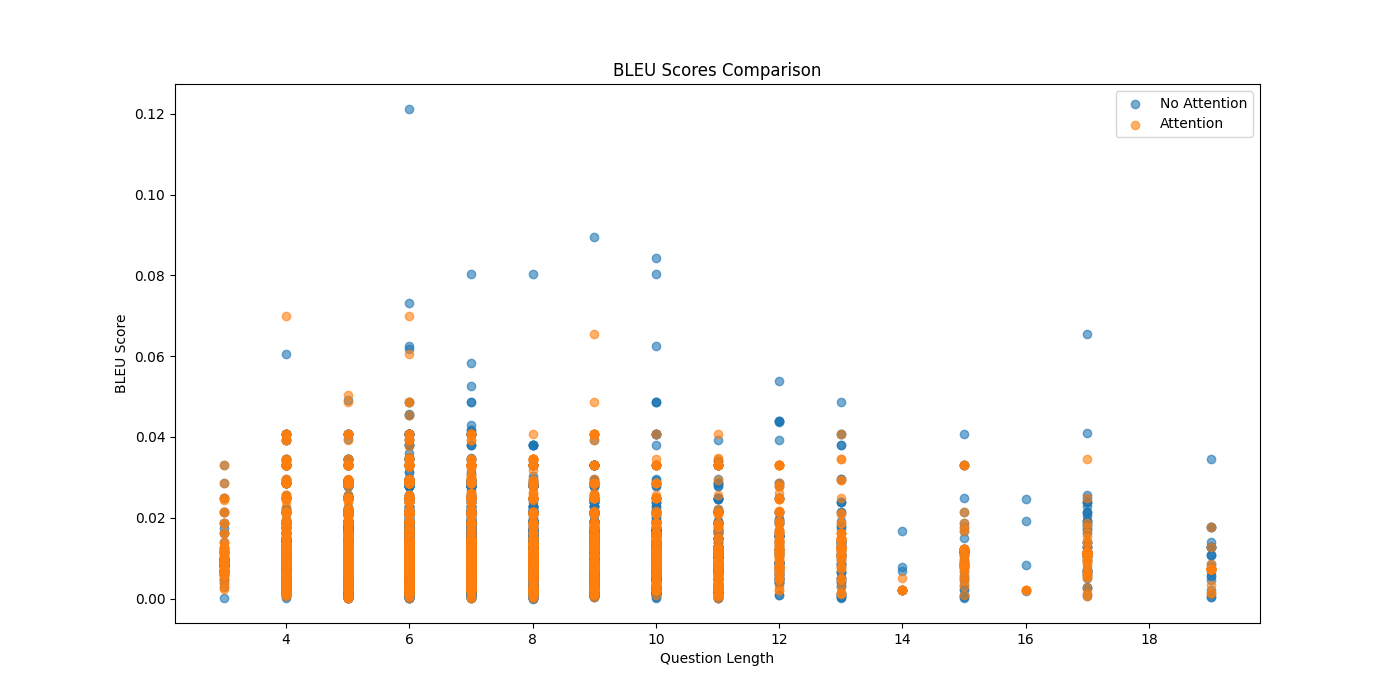 BLEU Scores Comparison
No Attention
Attention
0.12
0.10
0.08
0.06
0.04
0.02
0.00
BLEU Score
4 6 8 10 12 14 16 18
Question Length